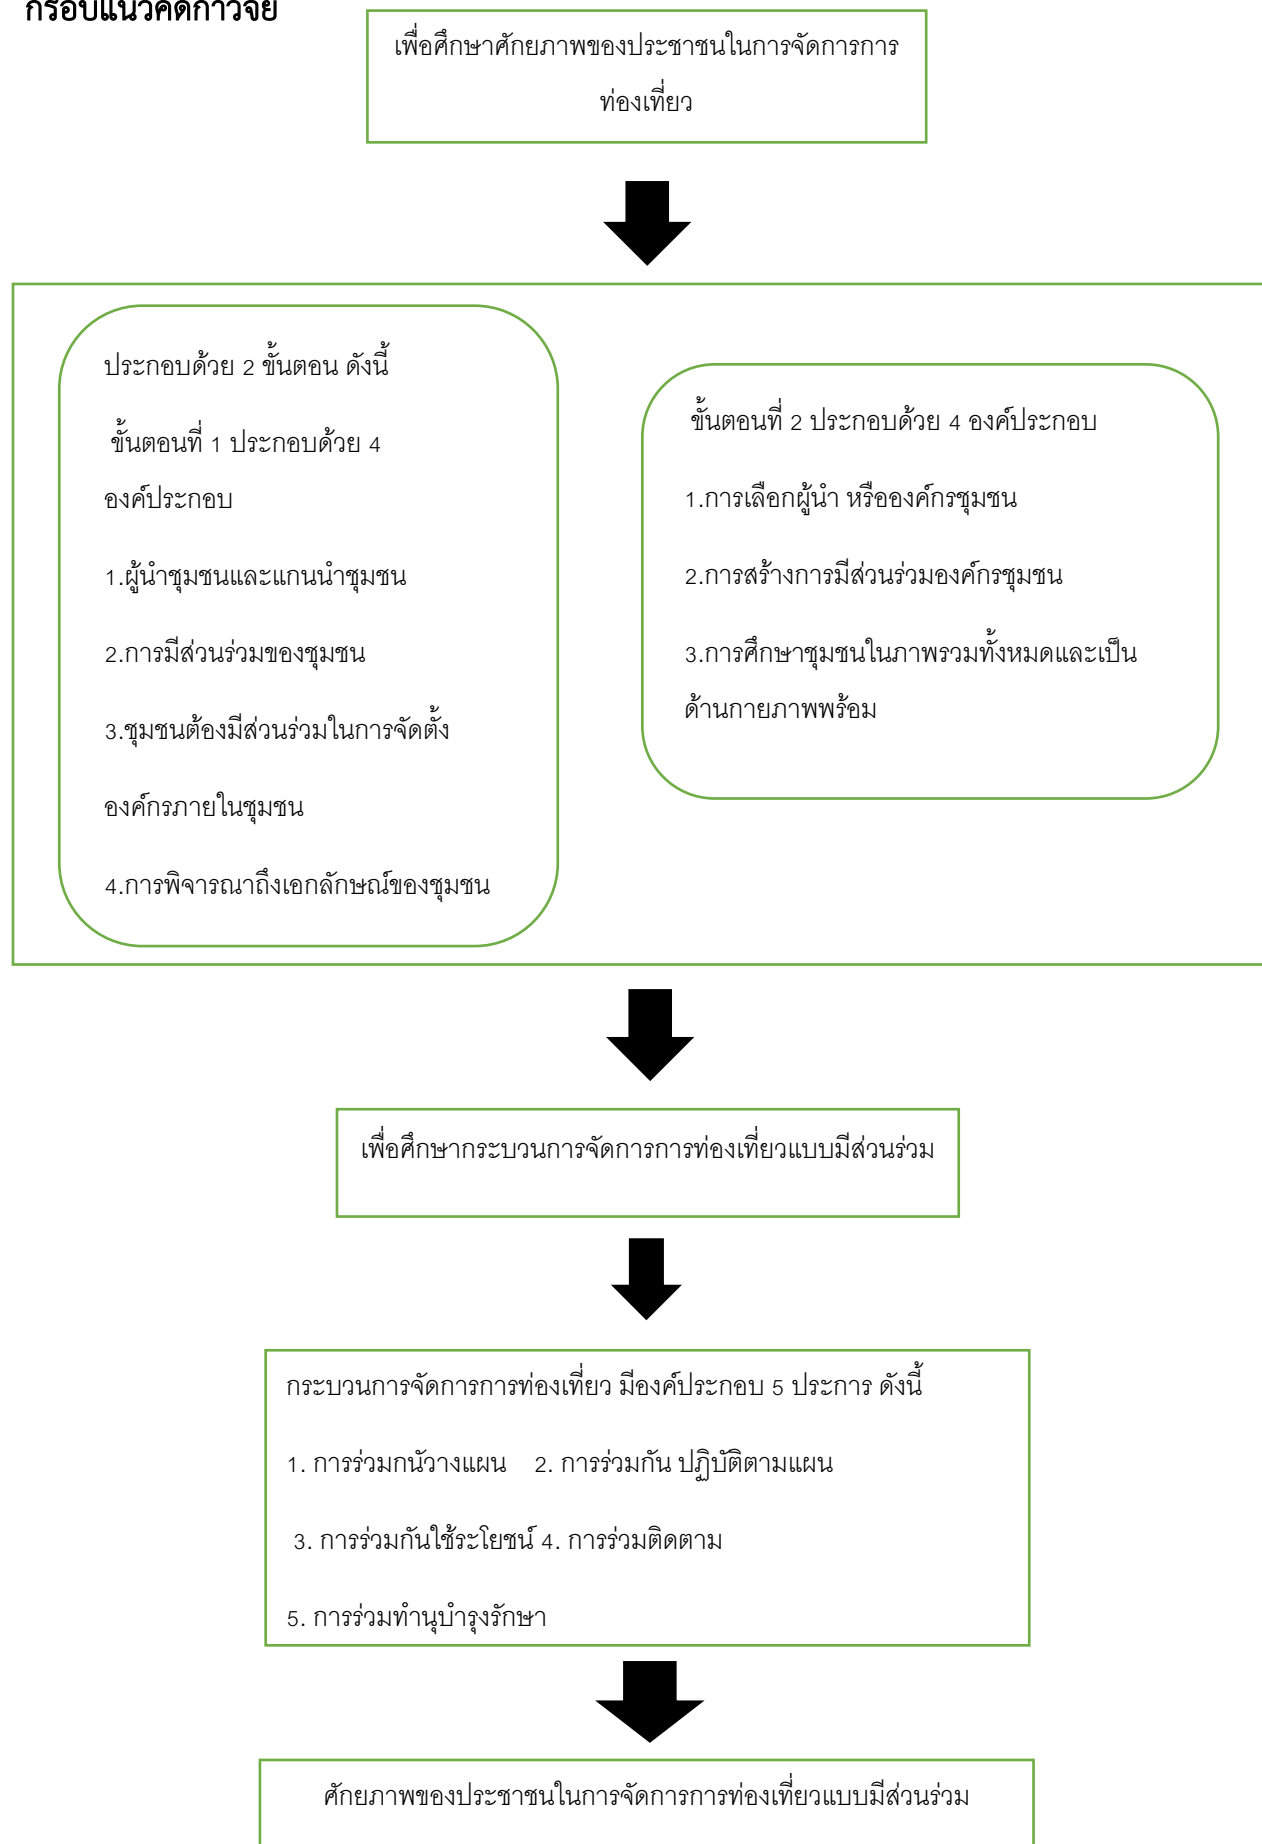 กรอบแนวคิดการวิจัย
เพื่อศึกษาศักยภาพของประชาชนในการจัดการการ
ท่องเที่ยว
ประกอบด้วย 2 ขั้นตอน ดังนี้
ขั้นตอนที่ 1 ประกอบด้วย 4
องค์ประกอบ
1.ผู้นำชุมชนและแกนนำชุมชน
2.การมีส่วนร่วมของชุมชน
3.ชุมชนต้องมีส่วนร่วมในการจัดตั้ง
องค์กรภายในชุมชน
4.การพิจารณาถึงเอกลักษณ์ของชุมชน
ขั้นตอนที่ 2 ประกอบด้วย 4 องค์ประกอบ
1.การเลือกผู้นำ หรือองค์กรชุมชน
2.การสร้างการมีส่วนร่วมองค์กรชุมชน
3.การศึกษาชุมชนในภาพรวมทั้งหมดและเป็น
ด้านกายภาพพร้อม
เพื่อศึกษากระบวนการจัดการการท่องเที่ยวแบบมีส่วนร่วม
กระบวนการจัดการการท่องเที่ยว มีองค์ประกอบ 5 ประการ ดังนี้
1. การร่วมกนัวางแผน 2. การร่วมกัน ปฏิบัติตามแผน
3. การร่วมกันใช้ระโยชน์ 4. การร่วมติดตาม
5. การร่วมทำนุบำรุงรักษา
ศักยภาพของประชาชนในการจัดการการท่องเที่ยวแบบมีส่วนร่วม